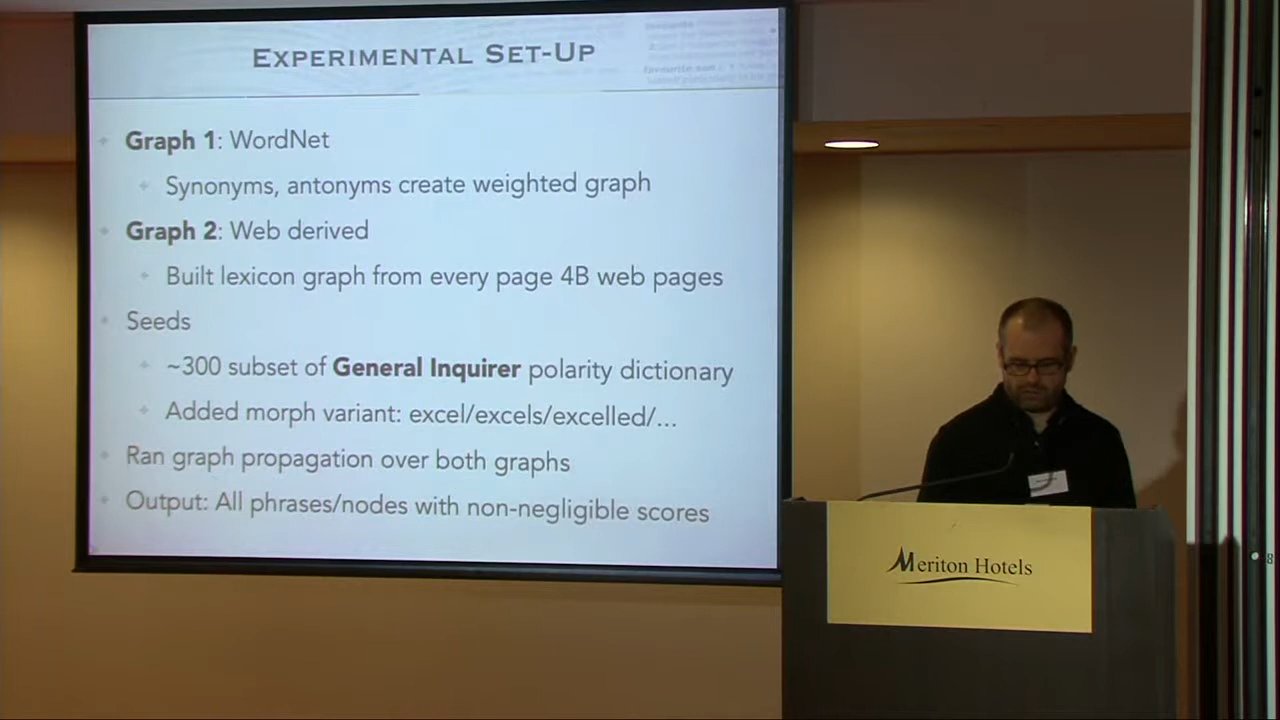 EXPERIMENTAL SET-UP
Graph 1: WordNet
Synonyms, antonyms create weighted graph
Graph 2: Web derived
Built lexicon graph from every page 4B web pages
Seeds
~300 subset of General Inquirer polarity dictionary
Added morph variant: excel/excels/excelled/...
Ran graph propagation over both graphs
Output: All phrases/nodes with non-negligible scores
Meriton Hotels